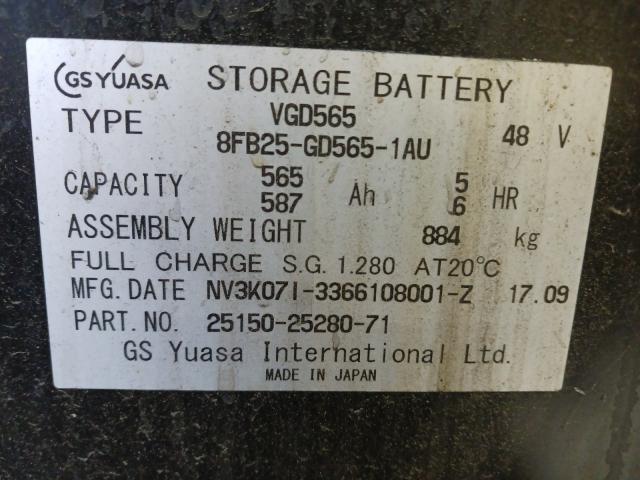 GS YUASA STORAGE BATTERY
TYPE VGD565
8FB25-GD565-1AU 48 V
CAPACITY 565 Ah 5 HR
587 6
ASSEMBLY WEIGHT 884 kg
FULL CHARGE S.G. 1.280 AT20℃
MFG. DATE NV3K07I-3366108001-Z 17.09
PART. NO. 25150-25280-71
GS Yuasa International Ltd.
MADE IN JAPAN